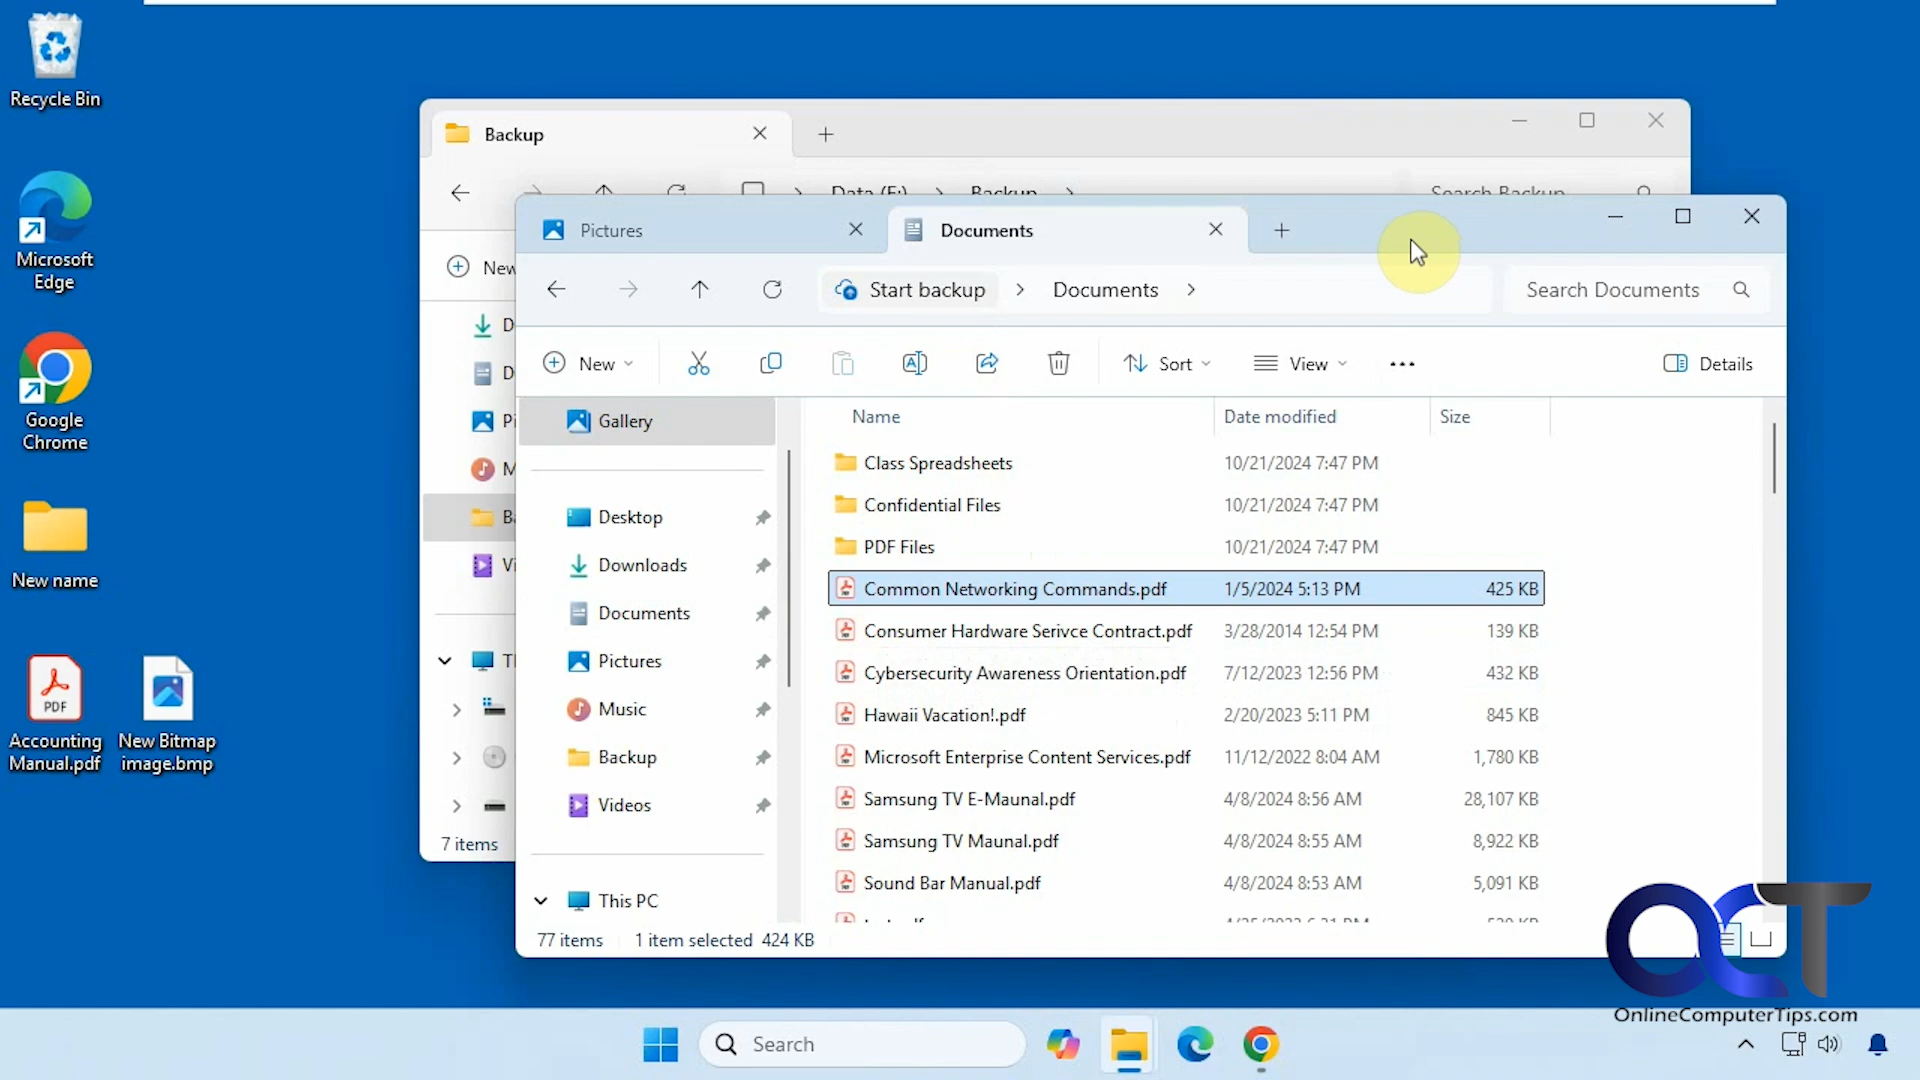 Recycle Bin
Microsoft
Edge
Google
Chrome
New name
PDF
Accounting
Manual.pdf
New Bitmap
image.bmp
Backup
Data (F:)
Backup
Search Backup
New
7 items
Pictures
Documents
Start backup
Documents
Search Documents
New
Sort
View
Details
Gallery
Desktop
Downloads
Documents
Pictures
Music
Backup
Videos
This PC
Name Date modified Size
Class Spreadsheets 10/21/2024 7:47 PM
Confidential Files 10/21/2024 7:47 PM
PDF Files 10/21/2024 7:47 PM
Common Networking Commands.pdf 1/5/2024 5:13 PM 425 KB
Consumer Hardware Serivce Contract.pdf 3/28/2014 12:54 PM 139 KB
Cybersecurity Awareness Orientation.pdf 7/12/2023 12:56 PM 432 KB
Hawaii Vacation!.pdf 2/20/2023 5:11 PM 845 KB
Microsoft Enterprise Content Services.pdf 11/12/2022 8:04 AM 1,780 KB
Samsung TV E-Maunal.pdf 4/8/2024 8:56 AM 28,107 KB
Samsung TV Maunal.pdf 4/8/2024 8:55 AM 8,922 KB
Sound Bar Manual.pdf 4/8/2024 8:53 AM 5,091 KB
77 items 1 item selected 424 KB
OCT
OnlineComputerTips.com
Search